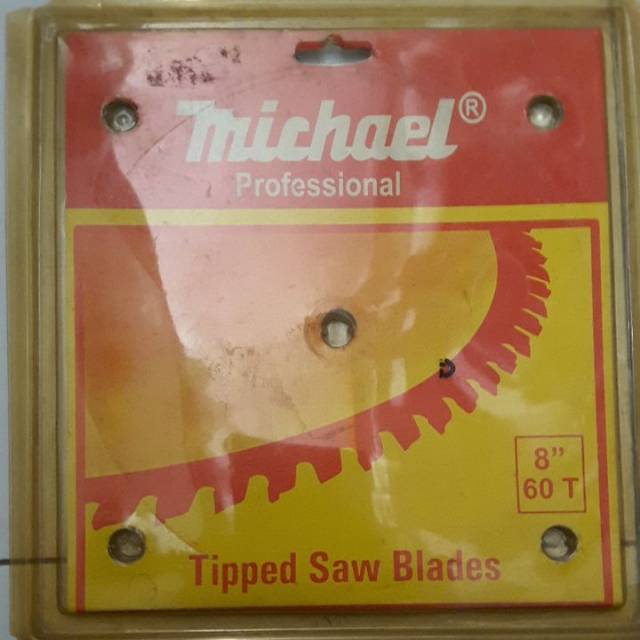 michael®
Professional
8”
60 T
Tipped Saw Blades